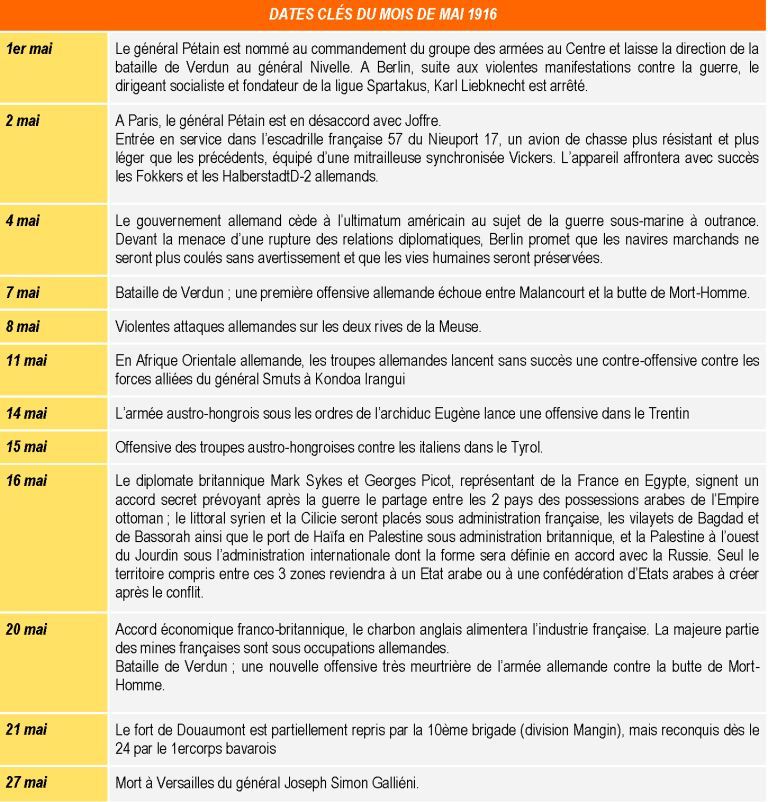 DATES CLÉS DU MOIS DE MAI 1916
1er mai
Le général Pétain est nommé au commandement du groupe des armées au Centre et laisse la direction de la
bataille de Verdun au général Nivelle. A Berlin, suite aux violentes manifestations contre la guerre, le
dirigeant socialiste et fondateur de la ligue Spartakus, Karl Liebknecht est arrêté.
2 mai
A Paris, le général Pétain est en désaccord avec Joffre.
Entrée en service dans l'escadrille française 57 du Nieuport 17, un avion de chasse plus résistant et plus
léger que les précédents, équipé d'une mitrailleuse synchronisée Vickers. L'appareil affrontera avec succès
les Fokkers et les HalberstadtD-2 allemands.
4 mai
Le gouvernement allemand cède à l'ultimatum américain au sujet de la guerre sous-marine à outrance.
Devant la menace d'une rupture des relations diplomatiques, Berlin promet que les navires marchands ne
seront plus coulés sans avertissement et que les vies humaines seront préservées.
7 mai
Bataille de Verdun ; une première offensive allemande échoue entre Malancourt et la butte de Mort-Homme.
8 mai
Violentes attaques allemandes sur les deux rives de la Meuse.
11 mai
En Afrique Orientale allemande, les troupes allemandes lancent sans succès une contre-offensive contre les
forces alliées du général Smuts à Kondoa Irangui
14 mai
L'armée austro-hongrois sous les ordres de l'archiduc Eugène lance une offensive dans le Trentin
15 mai
Offensive des troupes austro-hongroises contre les italiens dans le Tyrol.
16 mai
Le diplomate britannique Mark Sykes et Georges Picot, représentant de la France en Egypte, signent un
accord secret prévoyant après la guerre le partage entre les 2 pays des possessions arabes de l'Empire
ottoman ; le littoral syrien et la Cilicie seront placés sous administration française, les vilayets de Bagdad et
de Bassorah ainsi que le port de Haïfa en Palestine sous administration britannique, et la Palestine à l'ouest
du Jourdin sous l'administration internationale dont la forme sera définie en accord avec la Russie. Seul le
territoire compris entre ces 3 zones reviendra à un Etat arabe ou à une confédération d'Etats arabes à créer
après le conflit.
20 mai
Accord économique franco-britannique, le charbon anglais alimentera l'industrie française. La majeure partie
des mines françaises sont sous occupations allemandes.
Bataille de Verdun ; une nouvelle offensive très meurtrière de l'armée allemande contre la butte de Mort-
Homme.
21 mai
Le fort de Douaumont est partiellement repris par la 10ème brigade (division Mangin), mais reconquis dès le
24 par le 1ercorps bavarois
27 mai
Mort à Versailles du général Joseph Simon Galliéni.